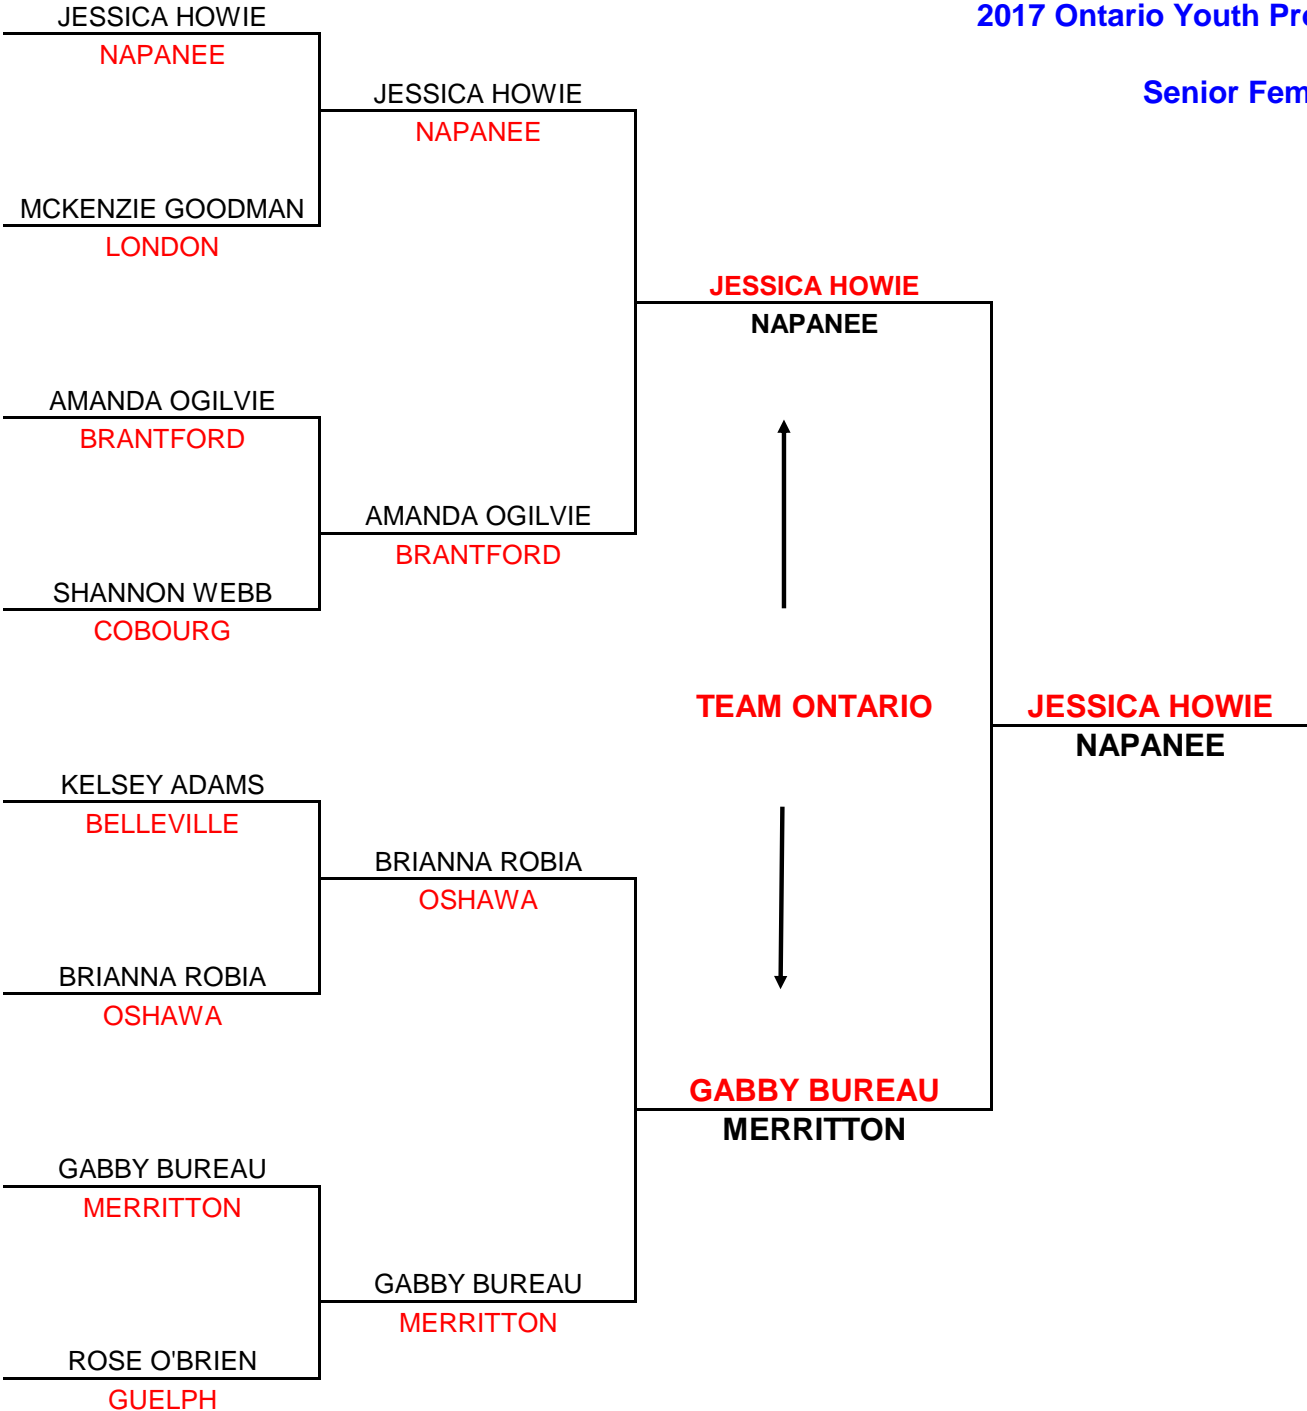 JESSICA HOWIE
NAPANEE
2017 Ontario Youth
Senior
JESSICA HOWIE
NAPANEE
MCKENZIE GOODMAN
LONDON
JESSICA HOWIE
NAPANEE
AMANDA OGILVIE
BRANTFORD
AMANDA OGILVIE
BRANTFORD
SHANNON WEBB
COBOURG
TEAM ONTARIO
JESSICA HOWIE
NAPANEE
KELSEY ADAMS
BELLEVILLE
BRIANNA ROBIA
OSHAWA
BRIANNA ROBIA
OSHAWA
GABBY BUREAU
MERRITTON
GABBY BUREAU
MERRITTON
GABBY BUREAU
MERRITTON
ROSE O'BRIEN
GUELPH